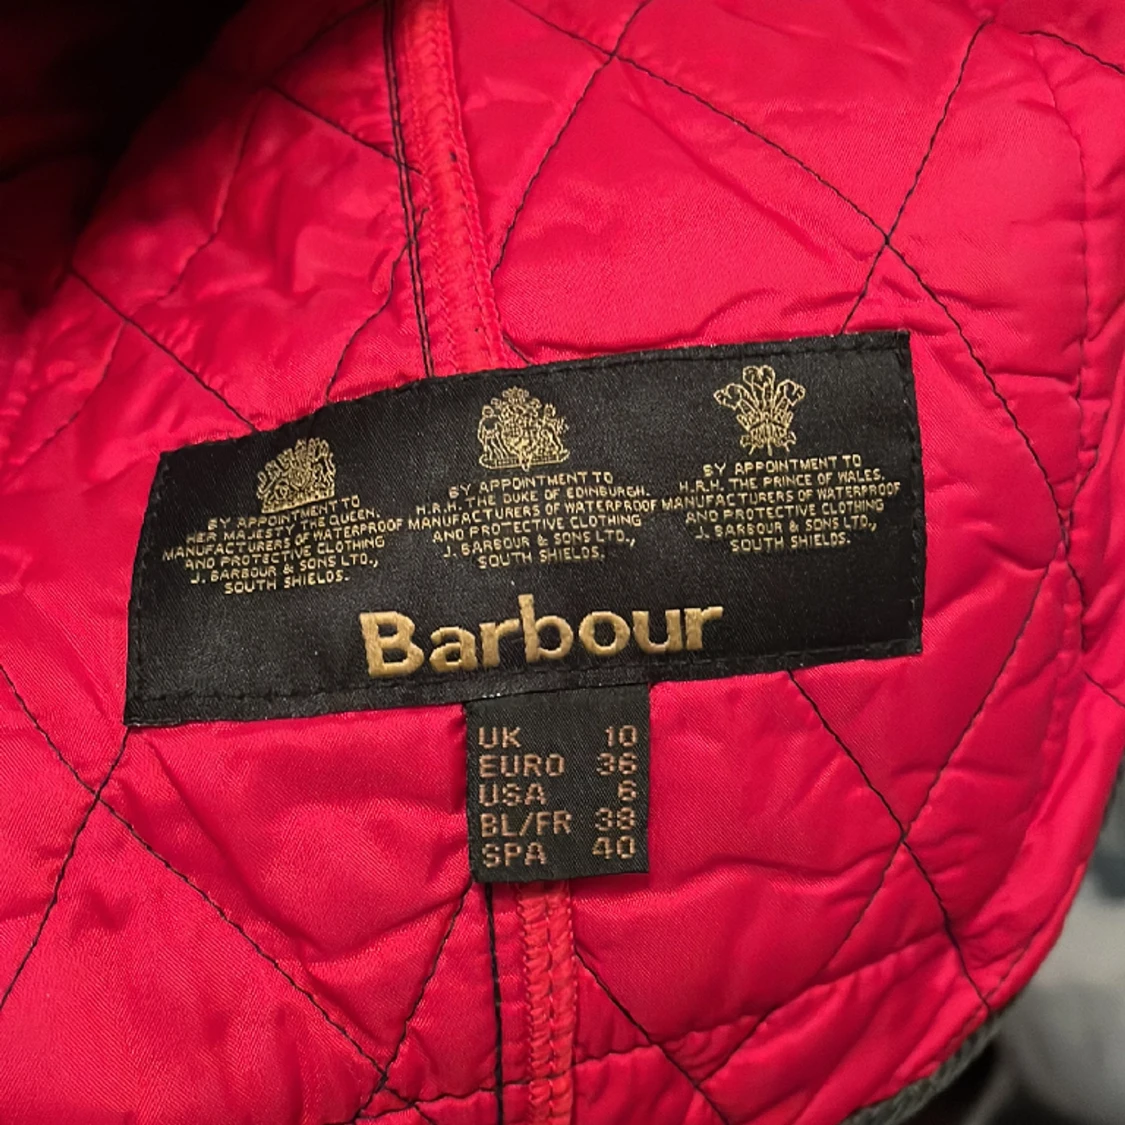 BY APPOINTMENT TO
HER MAJESTY THE QUEEN.
MANUFACTURERS OF WATERPROOF
AND PROTECTIVE CLOTHING
J. BARBOUR & SONS LTD.,
SOUTH SHIELDS.
BY APPOINTMENT TO
H.R.H. THE DUKE OF EDINBURGH.
MANUFACTURERS OF WATERPROOF
AND PROTECTIVE CLOTHING
J. BARBOUR & SONS LTD.,
SOUTH SHIELDS.
BY APPOINTMENT TO
H.R.H. THE PRINCE OF WALES.
MANUFACTURERS OF WATERPROOF
AND PROTECTIVE CLOTHING
J. BARBOUR & SONS LTD.,
SOUTH SHIELDS.
Barbour
UK 10
EURO 36
USA 6
BL/FR 38
SPA 40